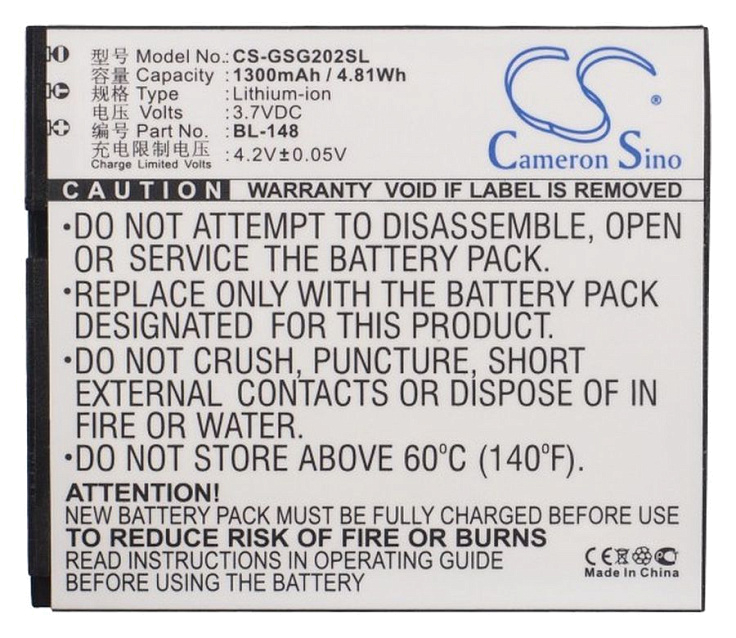 型号 Model No.: CS-GSG202SL
容量 Capacity : 1300mAh / 4.81Wh
规格 Type : Lithium-ion
电压 Volts : 3.7VDC
编号 Part No. : BL-148
充电限制电压 : 4.2V±0.05V
Charge Limited Voltage
CS
®
Cameron Sino
CAUTION WARRANTY VOID IF LABEL IS REMOVED
•DO NOT ATTEMPT TO DISASSEMBLE, OPEN
OR SERVICE THE BATTERY PACK.
•REPLACE ONLY WITH THE BATTERY PACK
DESIGNATED FOR THIS PRODUCT.
•DO NOT CRUSH, PUNCTURE, SHORT
EXTERNAL CONTACTS OR DISPOSE OF IN
FIRE OR WATER.
•DO NOT STORE ABOVE 60°C (140°F).
ATTENTION!
NEW BATTERY PACK MUST BE FULLY CHARGED BEFORE USE
TO REDUCE RISK OF FIRE OR BURNS
READ INSTRUCTIONS IN OPERATING GUIDE
BEFORE USING THE BATTERY
CE
Made In China